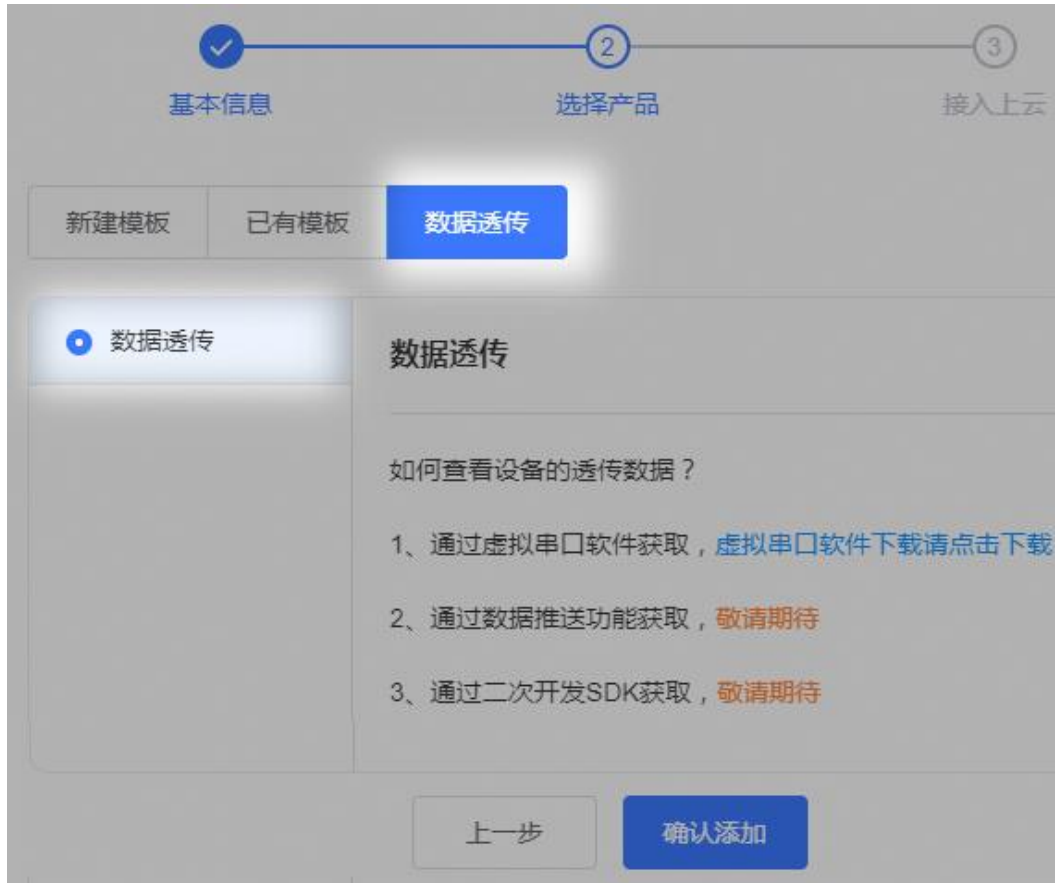 2 3
基本信息 选择产品 接入上云
新建模板 已有模板 数据透传
数据透传
数据透传
如何查看设备的透传数据？
1、通过虚拟串口软件获取，虚拟串口软件下载请点击下载
2、通过数据推送功能获取，敬请期待
3、通过二次开发SDK获取，敬请期待
上一步 确认添加